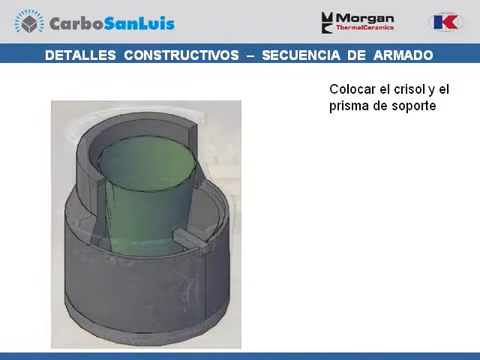 CarboSanLuis
Morgan
ThermalCeramics
K
DETALLES CONSTRUCTIVOS – SECUENCIA DE ARMADO
Colocar el crisol y el
prisma de soporte